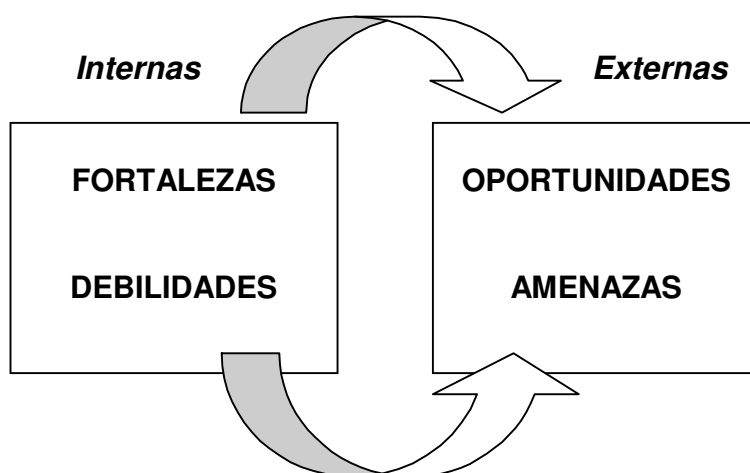 Internas
Externas
FORTALEZAS
DEBILIDADES
OPORTUNIDADES
AMENAZAS